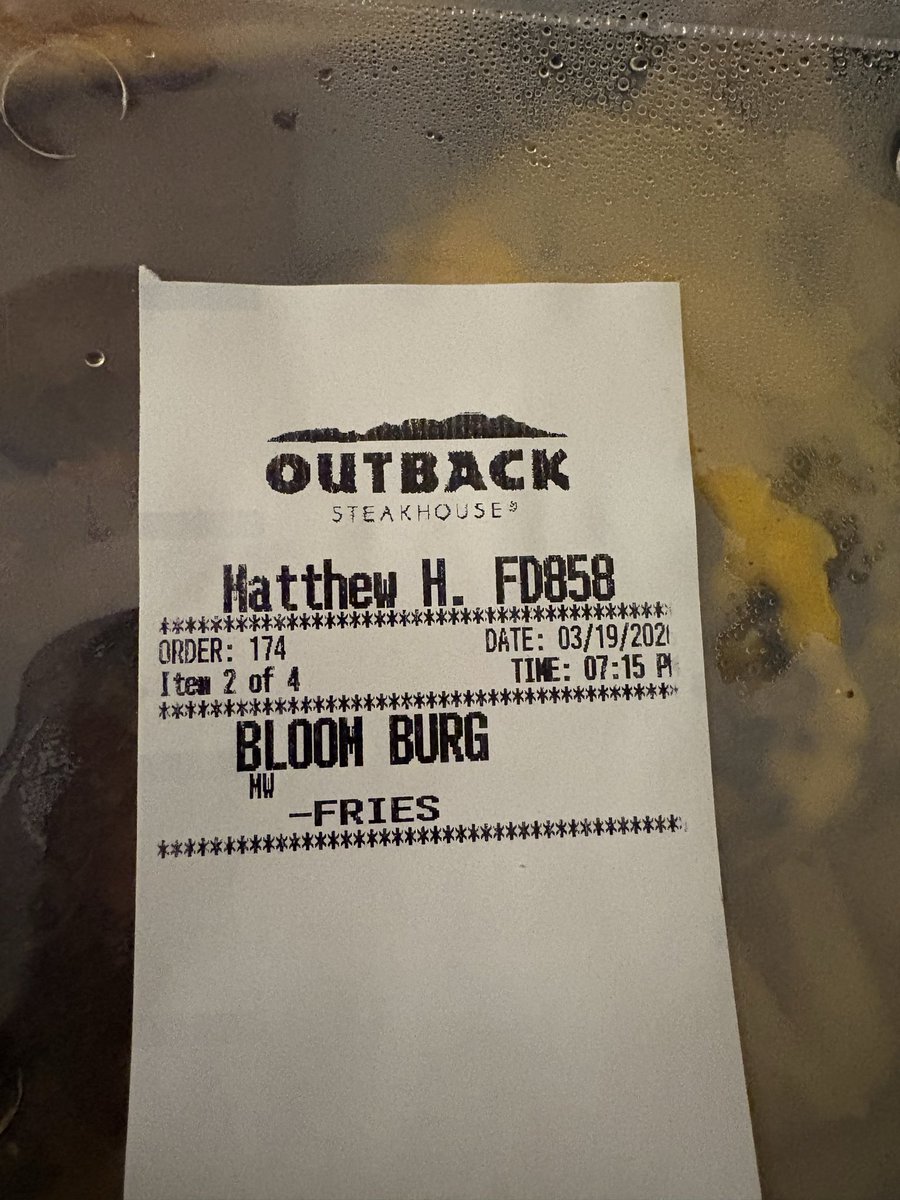 OUTBACK
STEAKHOUSE®
Matthew H. FD858
***************************************
ORDER: 174 DATE: 03/19/202
Item 2 of 4 TIME: 07:15 P
***************************************
BLOOM BURG
MW
-FRIES
***************************************